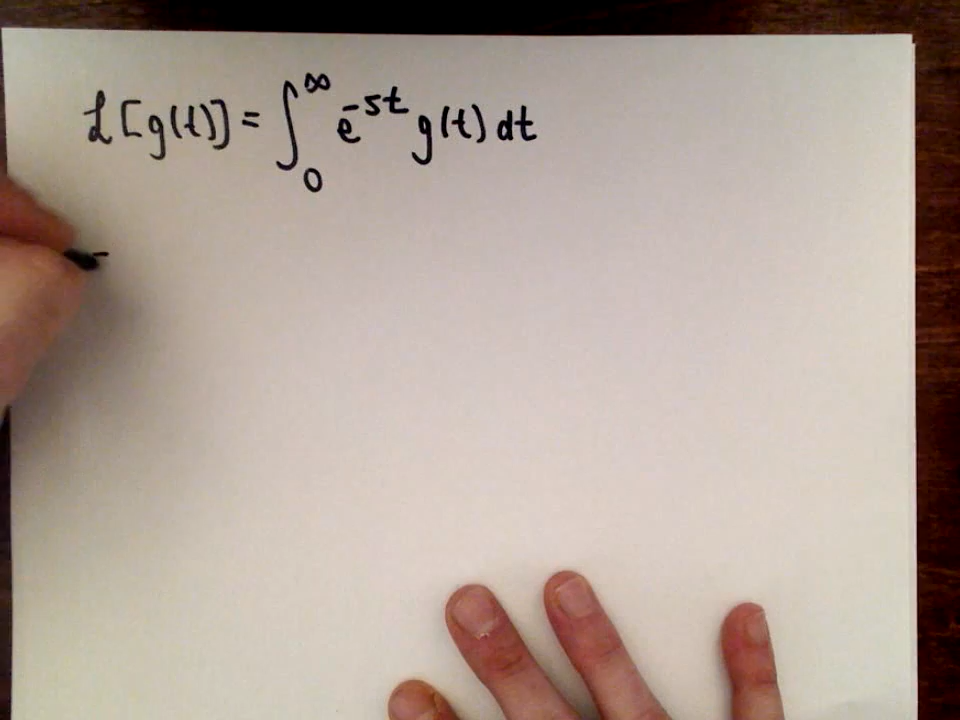 ℒ[g(t)] = ∫₀^∞ e^{-st} g(t) dt